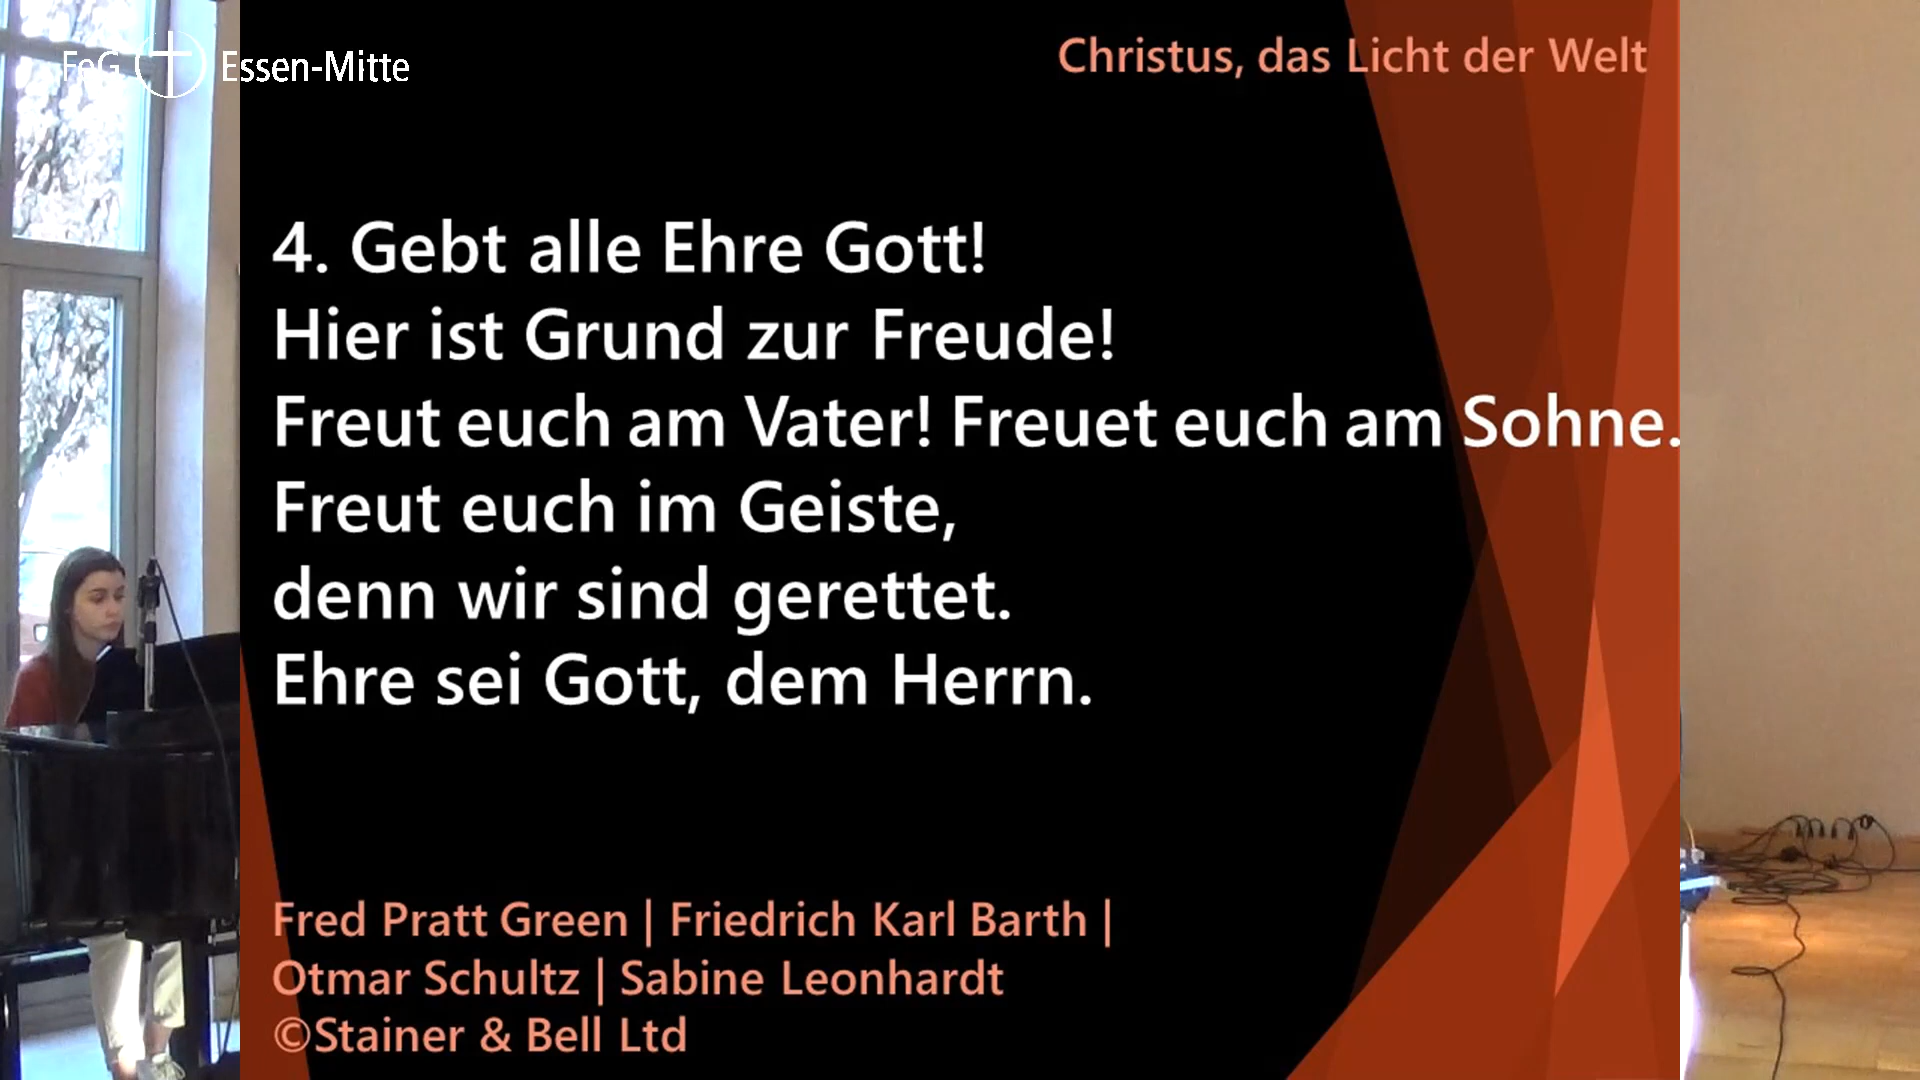 FeG Essen-Mitte
Christus, das Licht der Welt
4. Gebt alle Ehre Gott!
Hier ist Grund zur Freude!
Freut euch am Vater! Freuet euch am Sohne.
Freut euch im Geiste,
denn wir sind gerettet.
Ehre sei Gott, dem Herrn.
Fred Pratt Green | Friedrich Karl Barth |
Otmar Schultz | Sabine Leonhardt
©Stainer & Bell Ltd